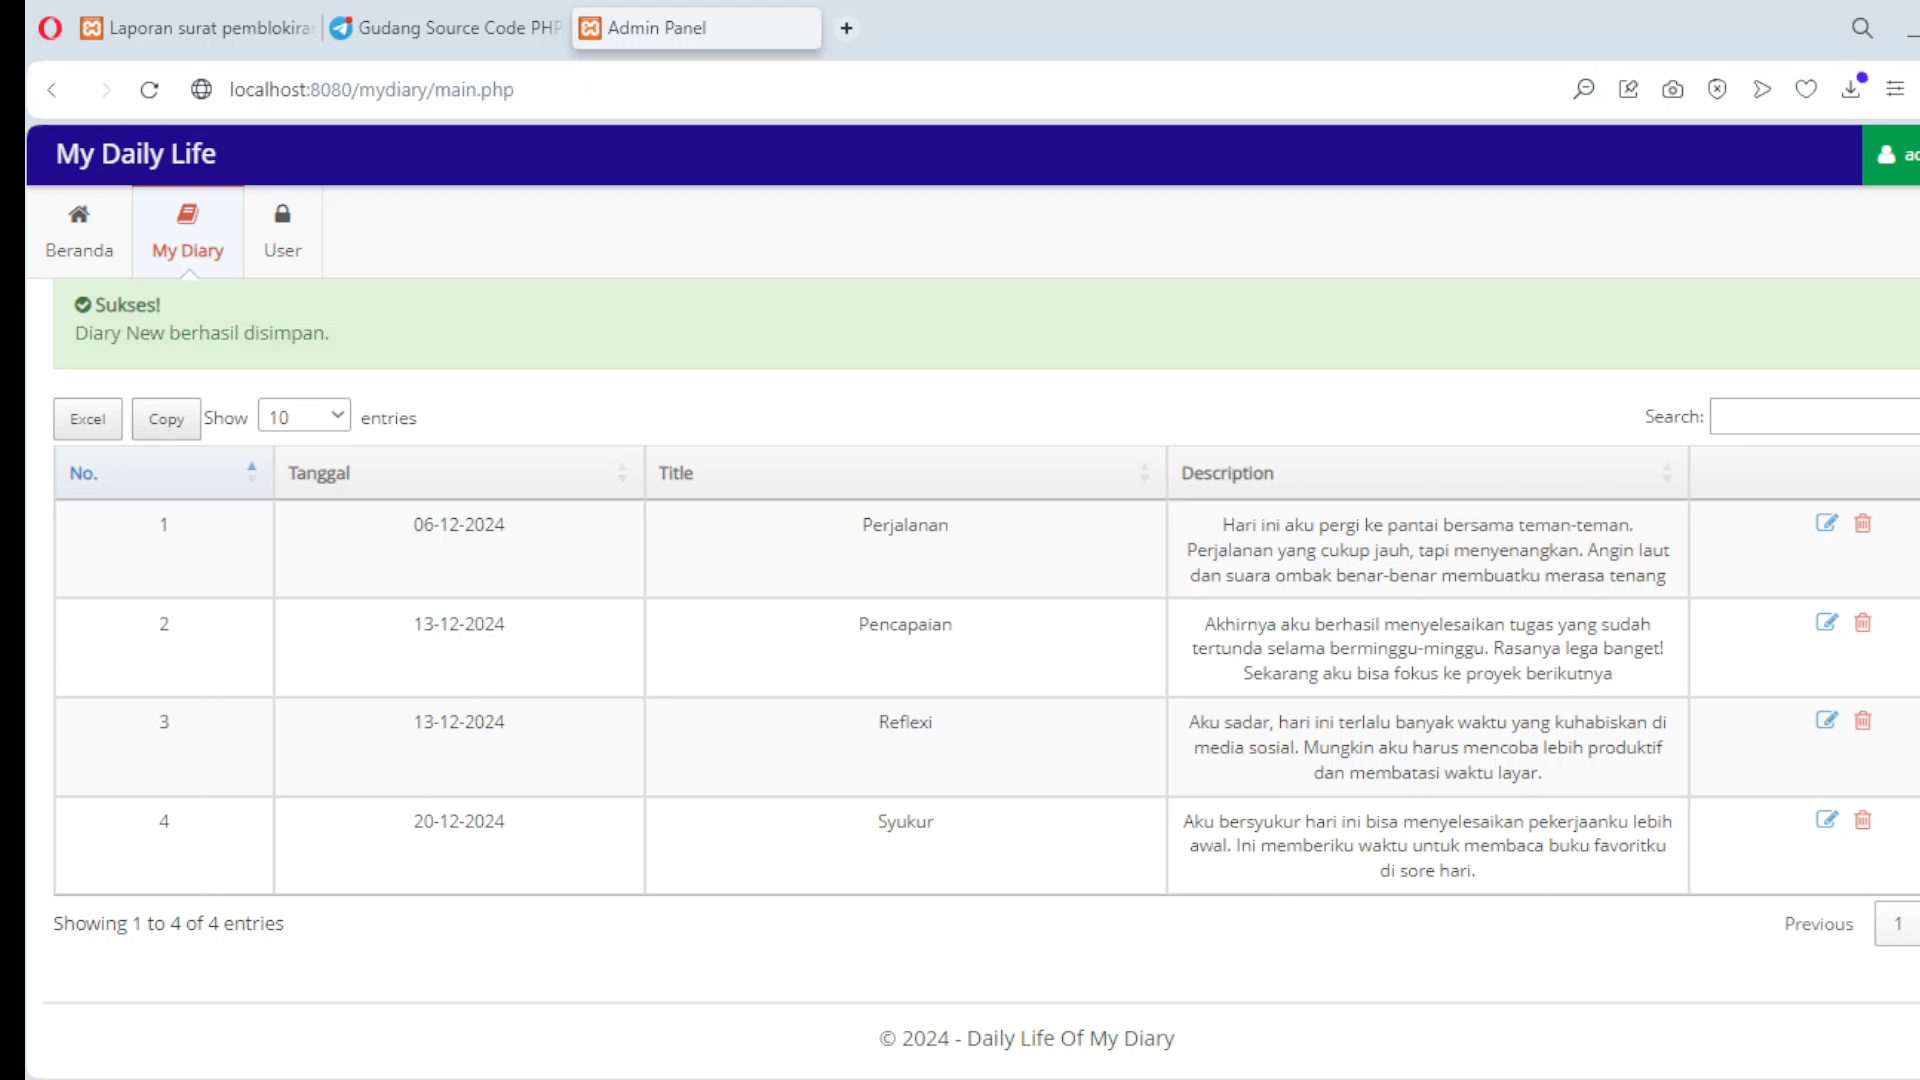 Laporan surat pemblokiran
Gudang Source Code PHP
Admin Panel
localhost:8080/mydiary/main.php
My Daily Life
Beranda
My Diary
User
Sukses!
Diary New berhasil disimpan.
Excel
Copy
Show 10 entries
Search:
No. Tanggal Title Description
1 06-12-2024 Perjalanan Hari ini aku pergi ke pantai bersama teman-teman.
Perjalanan yang cukup jauh, tapi menyenangkan. Angin laut
dan suara ombak benar-benar membuatku merasa tenang
2 13-12-2024 Pencapaian Akhirnya aku berhasil menyelesaikan tugas yang sudah
tertunda selama berminggu-minggu. Rasanya lega banget!
Sekarang aku bisa fokus ke proyek berikutnya
3 13-12-2024 Reflexi Aku sadar, hari ini terlalu banyak waktu yang kuhabiskan di
media sosial. Mungkin aku harus mencoba lebih produktif
dan membatasi waktu layar.
4 20-12-2024 Syukur Aku bersyukur hari ini bisa menyelesaikan pekerjaanku lebih
awal. Ini memberiku waktu untuk membaca buku favoritku
di sore hari.
Showing 1 to 4 of 4 entries
Previous 1
© 2024 - Daily Life Of My Diary